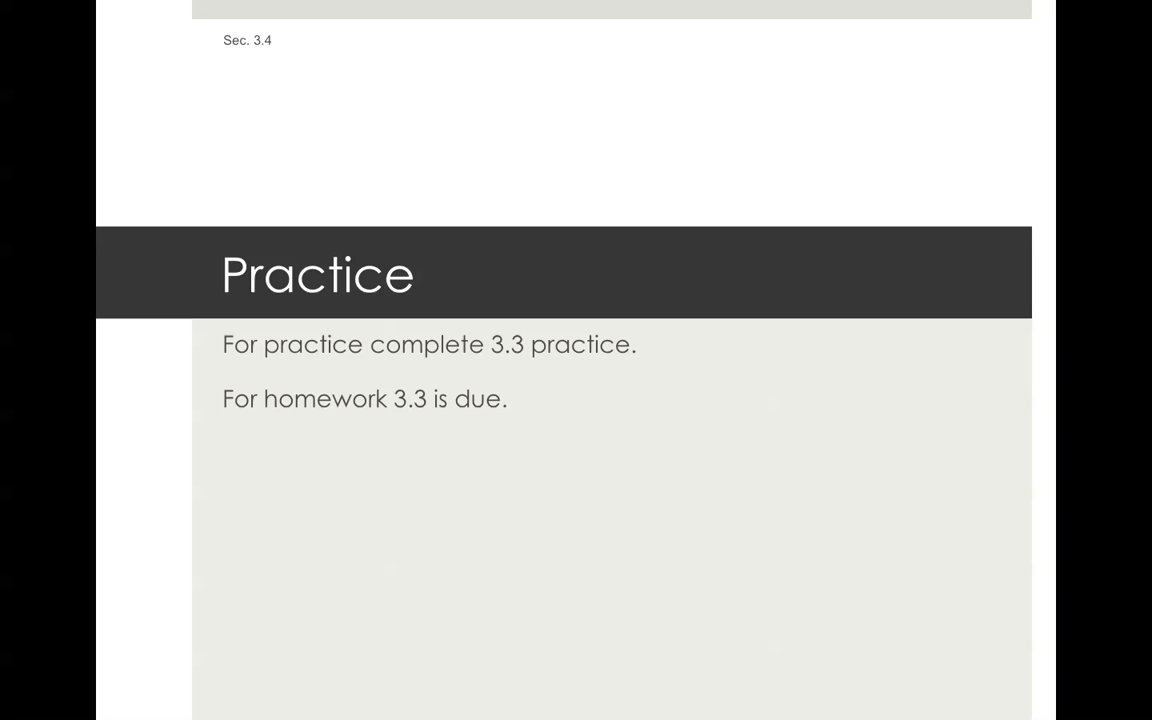 Sec. 3.4
Practice
For practice complete 3.3 practice.
For homework 3.3 is due.